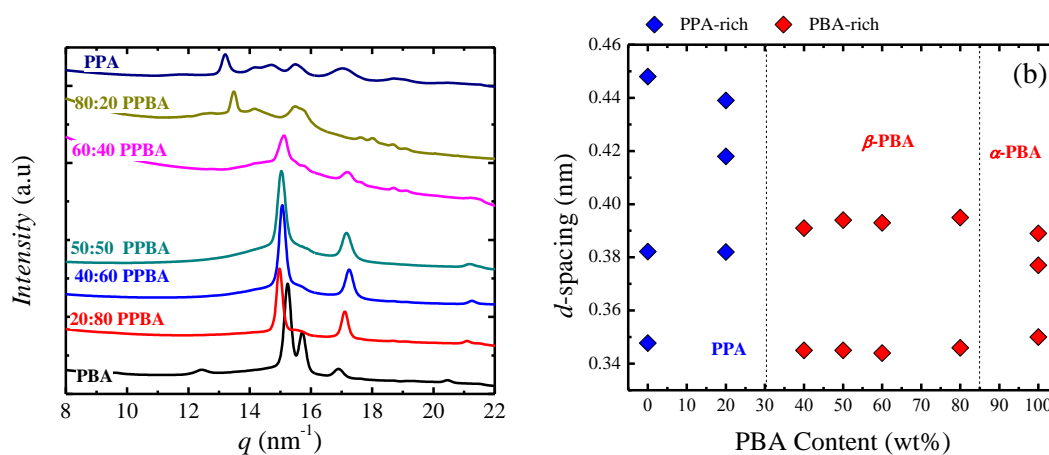 PPA
80:20 PPBA
60:40 PPBA
50:50 PPBA
40:60 PPBA
20:80 PPBA
PBA
Intensity (a.u)
8 10 12 14 16 18 20 22
q (nm⁻¹)
PPA-rich PBA-rich
(b)
0.46
0.44
0.42
0.40
0.38
0.36
0.34
d-spacing (nm)
β-PBA
α-PBA
PPA
0 10 20 30 40 50 60 70 80 90 100
PBA Content (wt%)